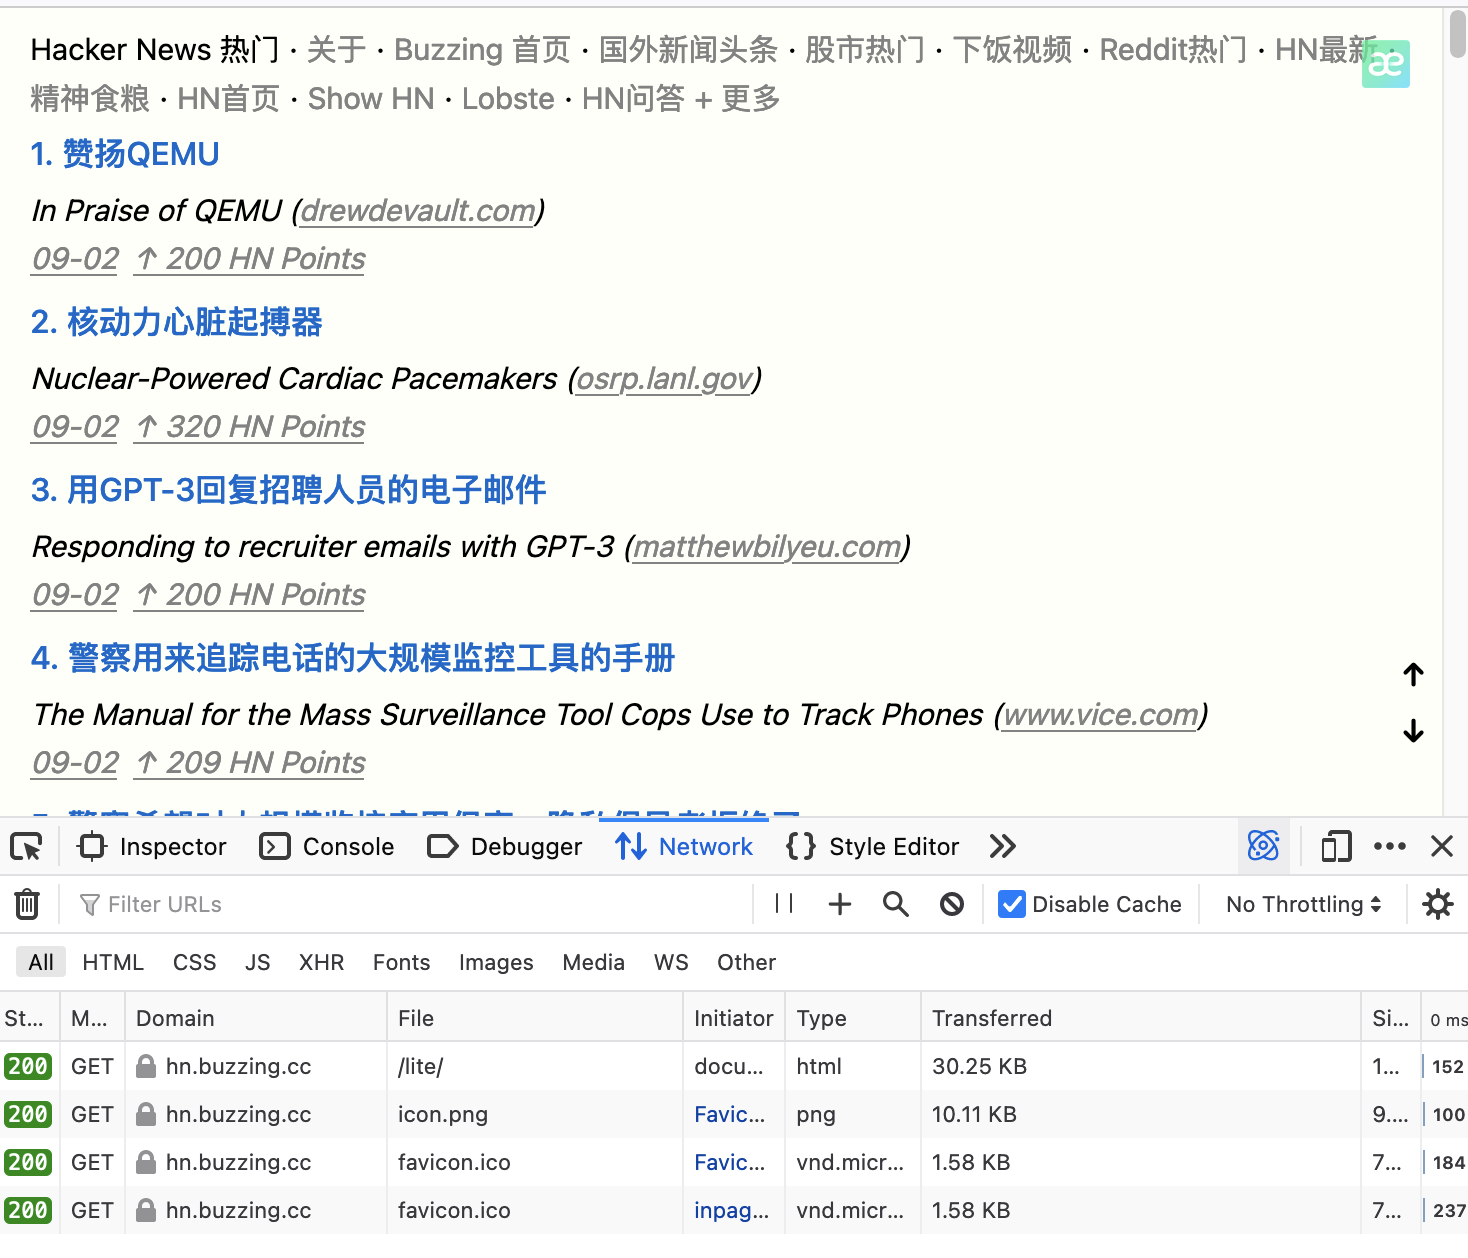 Hacker News 热门 · 关于 · Buzzing 首页 · 国外新闻头条 · 股市热门 · 下饭视频 · Reddit热门 · HN最新 ·
æ
精神食粮 · HN首页 · Show HN · Lobste · HN问答 + 更多
1. 赞扬QEMU
In Praise of QEMU (drewdevault.com)
09-02 ↑ 200 HN Points
2. 核动力心脏起搏器
Nuclear-Powered Cardiac Pacemakers (osrp.lanl.gov)
09-02 ↑ 320 HN Points
3. 用GPT-3回复招聘人员的电子邮件
Responding to recruiter emails with GPT-3 (matthewbilyeu.com)
09-02 ↑ 200 HN Points
4. 警察用来追踪电话的大规模监控工具的手册
The Manual for the Mass Surveillance Tool Cops Use to Track Phones (www.vice.com)
09-02 ↑ 209 HN Points
Inspector Console Debugger Network {} Style Editor
Filter URLs Disable Cache No Throttling
All HTML CSS JS XHR Fonts Images Media WS Other
St... M... Domain File Initiator Type Transferred Si... 0 ms
200 GET hn.buzzing.cc /lite/ docu... html 30.25 KB 1... 152
200 GET hn.buzzing.cc icon.png Favic... png 10.11 KB 9.... 100
200 GET hn.buzzing.cc favicon.ico Favic... vnd.micr... 1.58 KB 7... 184
200 GET hn.buzzing.cc favicon.ico inpag... vnd.micr... 1.58 KB 7... 237